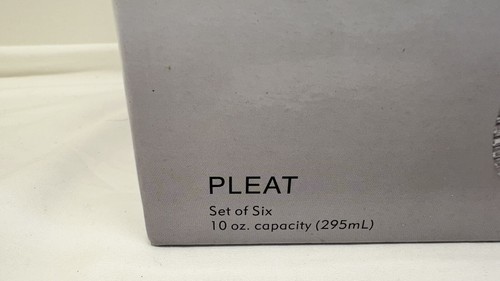 PLEAT
Set of Six
10 oz. capacity (295mL)